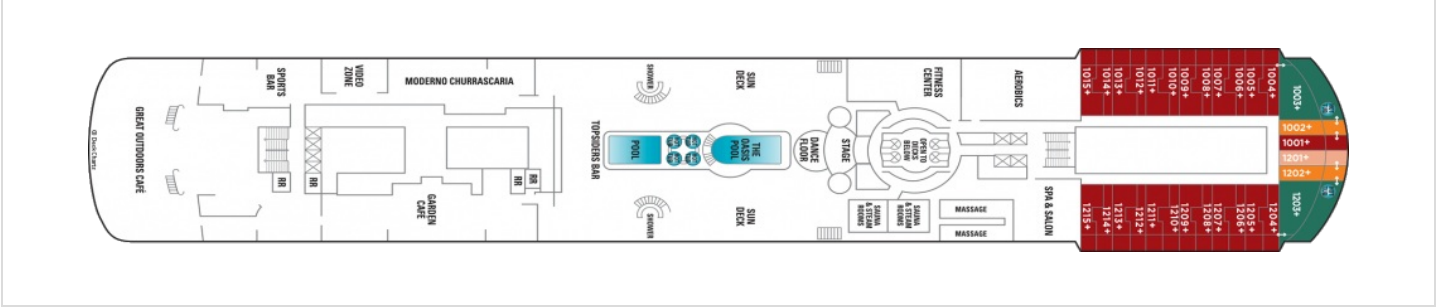 @ Deck Chartz
GREAT OUTDOORS CAFÉ
SPORTS
BAR
VIDEO
ZONE
MODERNO CHURRASCARIA
RR
RR
GARDEN
CAFÉ
RR
RR
TOPSIDERS BAR
SHOWER
SHOWER
POOL
THE
OASIS
POOL
SUN
DECK
SUN
DECK
DANCE
FLOOR
STAGE
OPEN TO
DECKS
BELOW
FITNESS
CENTER
AEROBICS
SAUNA
& STEAM
ROOMS
SAUNA
& STEAM
ROOMS
MASSAGE
MASSAGE
SPA & SALON
1015+
1014+
1013+
1012+
1011+
1010+
1009+
1008+
1007+
1006+
1005+
1004+
1003+
1002+
1001+
1201+
1202+
1203+
1215+
1214+
1213+
1212+
1211+
1210+
1209+
1208+
1207+
1206+
1205+
1204+